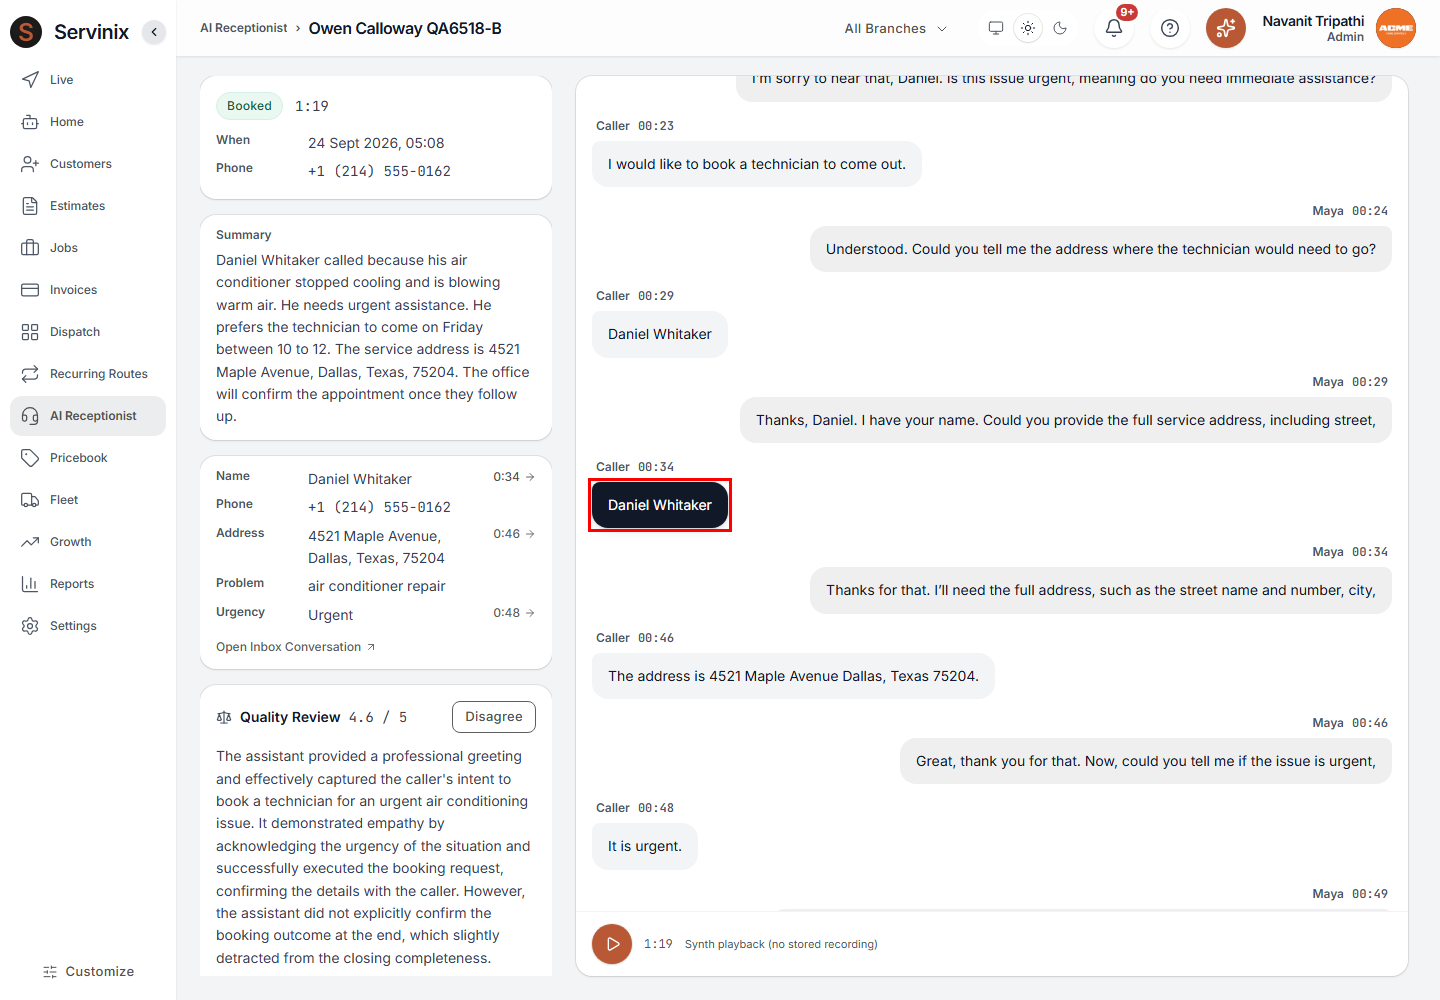 Servinix
Live
Home
Customers
Estimates
Jobs
Invoices
Dispatch
Recurring Routes
AI Receptionist
Pricebook
Fleet
Growth
Reports
Settings
Customize
AI Receptionist › Owen Calloway QA6518-B
All Branches
9+
Navanit Tripathi
Admin
ACME
Booked 1:19
When 24 Sept 2026, 05:08
Phone +1 (214) 555-0162
Summary
Daniel Whitaker called because his air
conditioner stopped cooling and is blowing
warm air. He needs urgent assistance. He
prefers the technician to come on Friday
between 10 to 12. The service address is 4521
Maple Avenue, Dallas, Texas, 75204. The office
will confirm the appointment once they follow
up.
Name Daniel Whitaker 0:34 →
Phone +1 (214) 555-0162
Address 4521 Maple Avenue, 0:46 →
Dallas, Texas, 75204
Problem air conditioner repair
Urgency Urgent 0:48 →
Open Inbox Conversation ↗
Quality Review 4.6 / 5 Disagree
The assistant provided a professional greeting
and effectively captured the caller's intent to
book a technician for an urgent air conditioning
issue. It demonstrated empathy by
acknowledging the urgency of the situation and
successfully executed the booking request,
confirming the details with the caller. However,
the assistant did not explicitly confirm the
booking outcome at the end, which slightly
detracted from the closing completeness.
I'm sorry to hear that, Daniel. Is this issue urgent, meaning do you need immediate assistance?
Caller 00:23
I would like to book a technician to come out.
Maya 00:24
Understood. Could you tell me the address where the technician would need to go?
Caller 00:29
Daniel Whitaker
Maya 00:29
Thanks, Daniel. I have your name. Could you provide the full service address, including street,
Caller 00:34
Daniel Whitaker
Maya 00:34
Thanks for that. I'll need the full address, such as the street name and number, city,
Caller 00:46
The address is 4521 Maple Avenue Dallas, Texas 75204.
Maya 00:46
Great, thank you for that. Now, could you tell me if the issue is urgent,
Caller 00:48
It is urgent.
Maya 00:49
1:19 Synth playback (no stored recording)